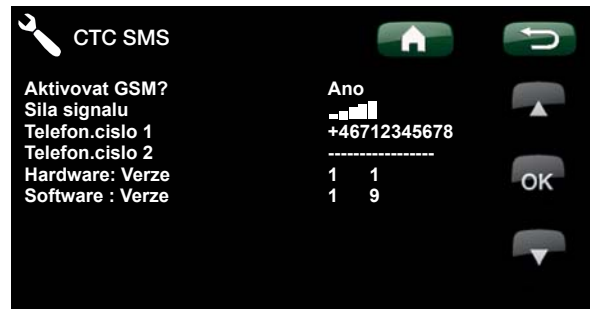 CTC SMS
Aktivovat GSM? Ano
Sila signalu
Telefon.cislo 1 +46712345678
Telefon.cislo 2 -----------------
Hardware: Verze 1 1
OK
Software : Verze 1 9